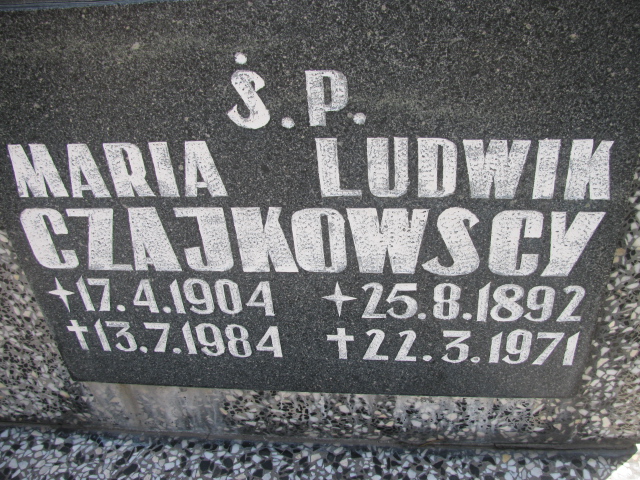 Ś.P.
MARIA LUDWIK
CZAJKOWSCY
+17.4.1904 +25.8.1892
†13.7.1984 †22.3.1971